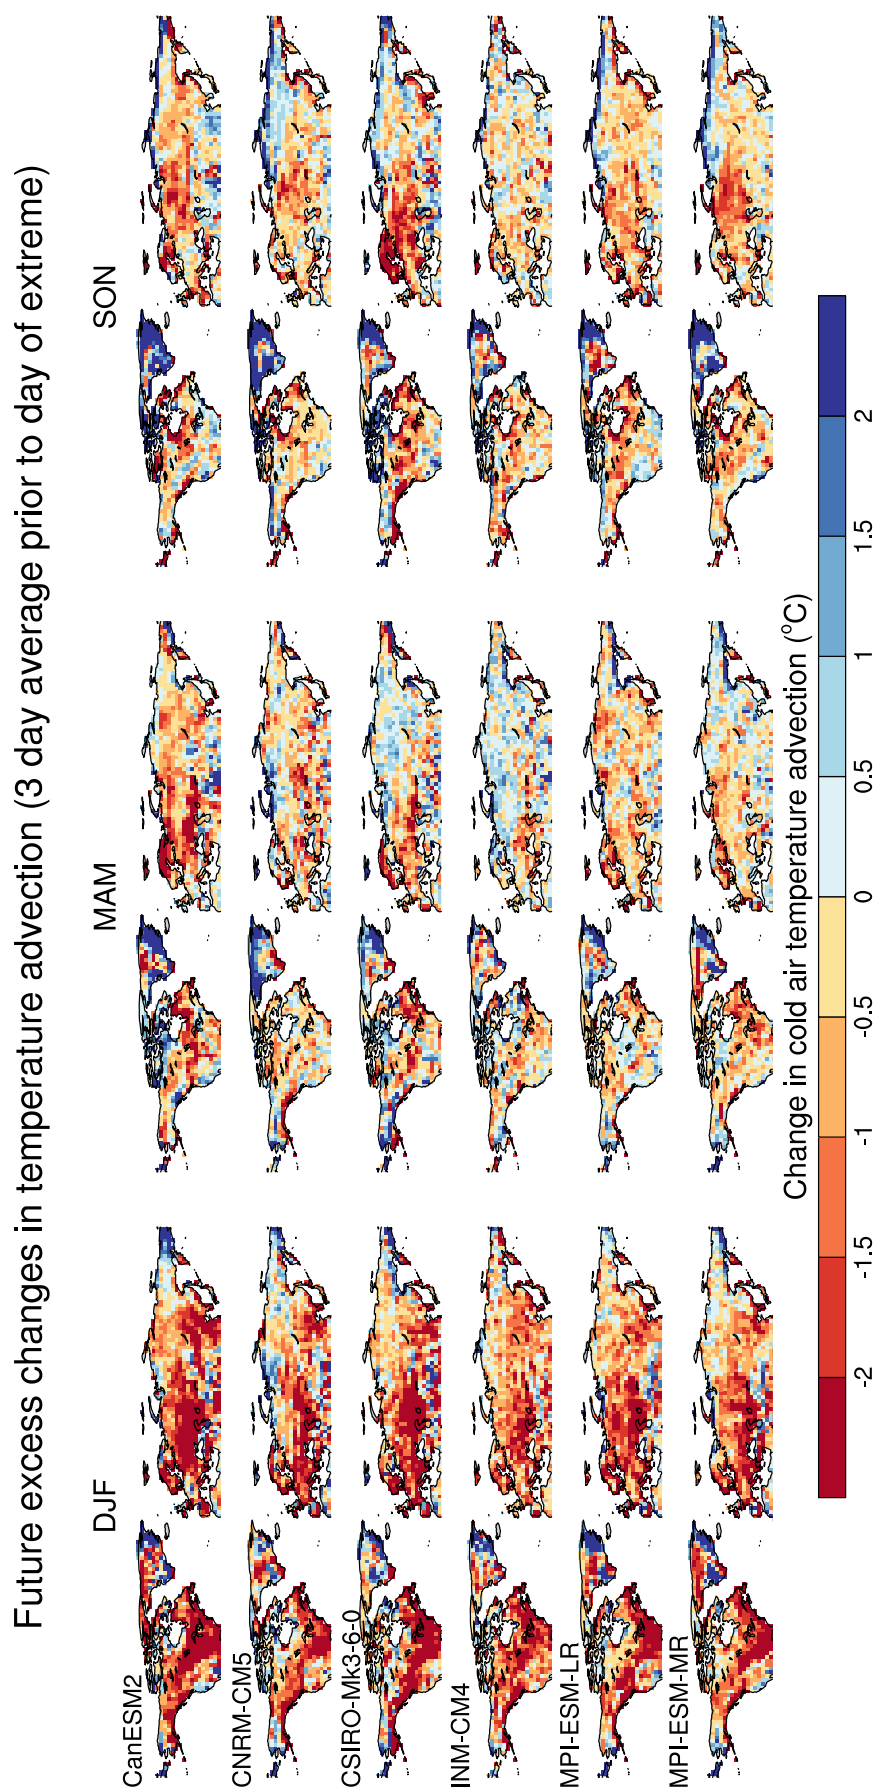 Future excess changes in temperature advection (3 day average prior to day of extreme)
DJF MAM SON
CanESM2
CNRM-CM5
CSIRO-Mk3-6-0
INM-CM4
MPI-ESM-LR
MPI-ESM-MR
Change in cold air temperature advection (°C)
-2 -1.5 -1 -0.5 0 0.5 1 1.5 2